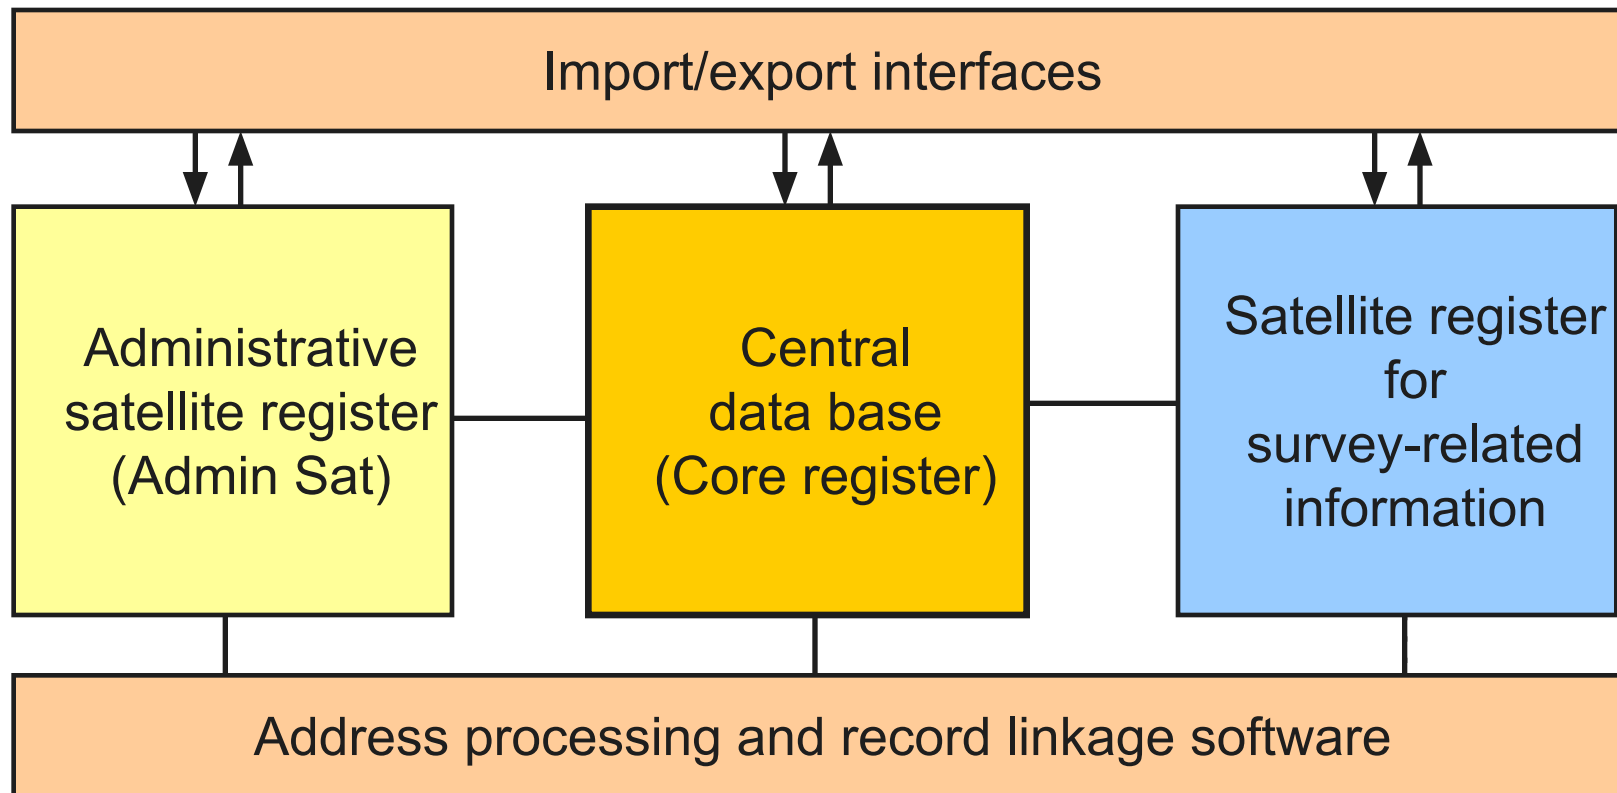 Import/export interfaces
Administrative
satellite register
(Admin Sat)
Central
data base
(Core register)
Satellite register
for
survey-related
information
Address processing and record linkage software